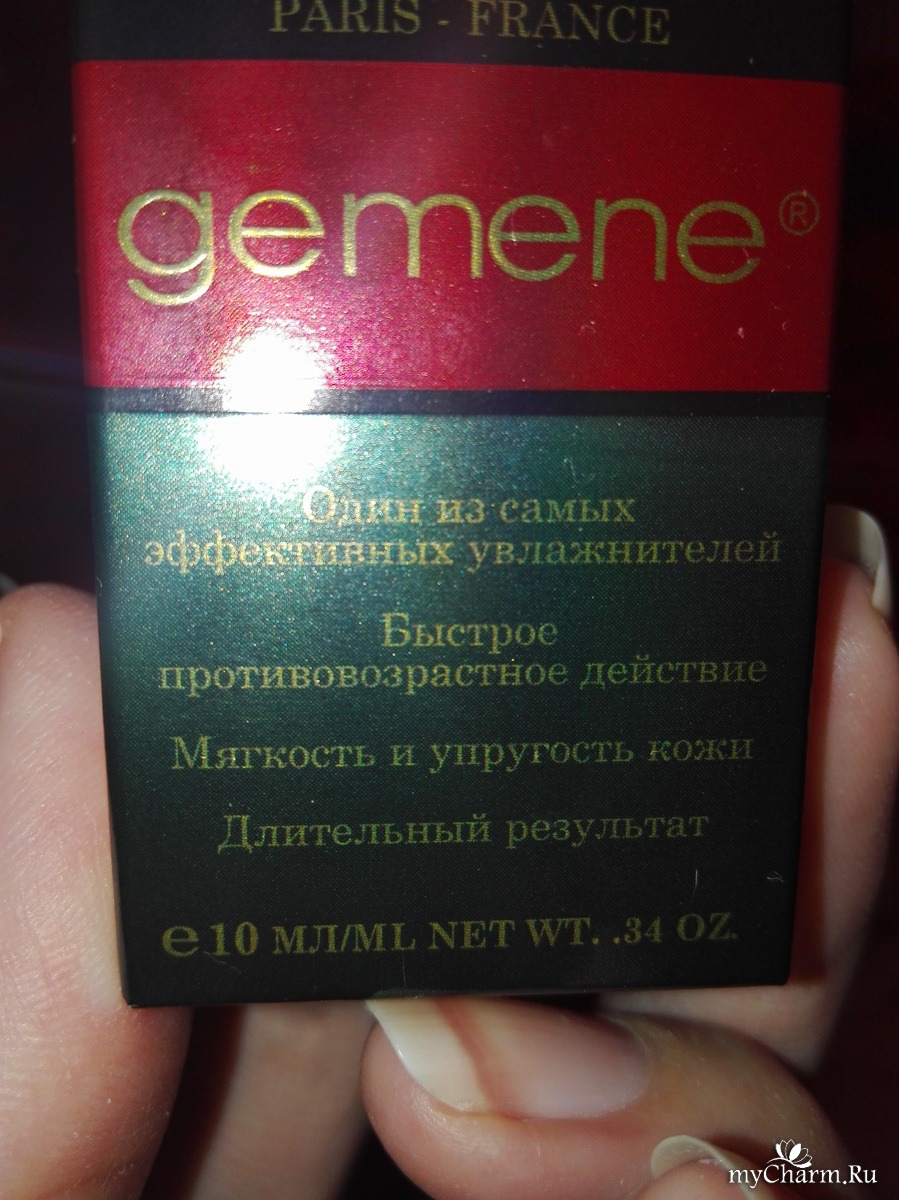 PARIS - FRANCE
gemene®
Один из самых
эффективных увлажнителей
Быстрое
противовозрастное действие
Мягкость и упругость кожи
Длительный результат
℮10 МЛ/ML NET WT. .34 OZ.
myCharm.Ru